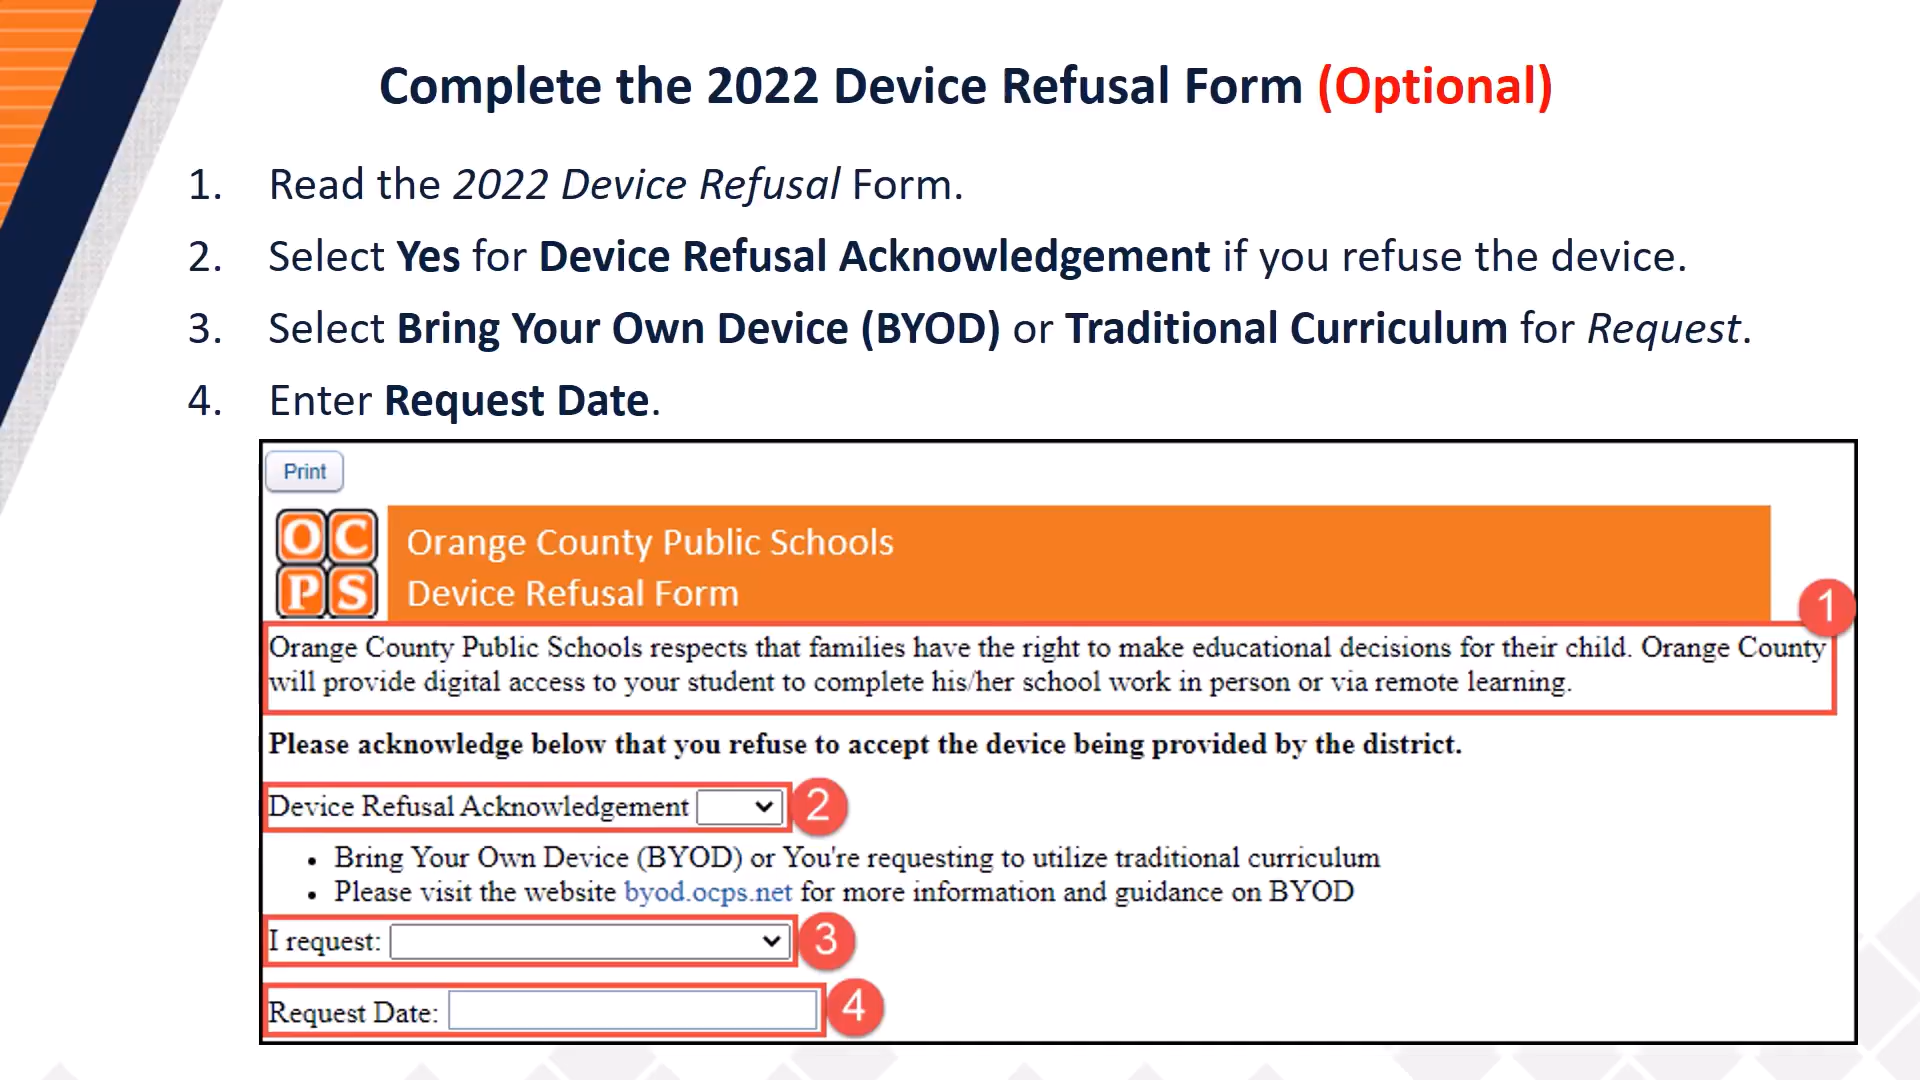 Complete the 2022 Device Refusal Form (Optional)
1. Read the 2022 Device Refusal Form.
2. Select Yes for Device Refusal Acknowledgement if you refuse the device.
3. Select Bring Your Own Device (BYOD) or Traditional Curriculum for Request.
4. Enter Request Date.
Print
OC
PS
Orange County Public Schools
Device Refusal Form
1
Orange County Public Schools respects that families have the right to make educational decisions for their child. Orange County
will provide digital access to your student to complete his/her school work in person or via remote learning.
Please acknowledge below that you refuse to accept the device being provided by the district.
Device Refusal Acknowledgement 2
• Bring Your Own Device (BYOD) or You're requesting to utilize traditional curriculum
• Please visit the website byod.ocps.net for more information and guidance on BYOD
I request: 3
Request Date: 4